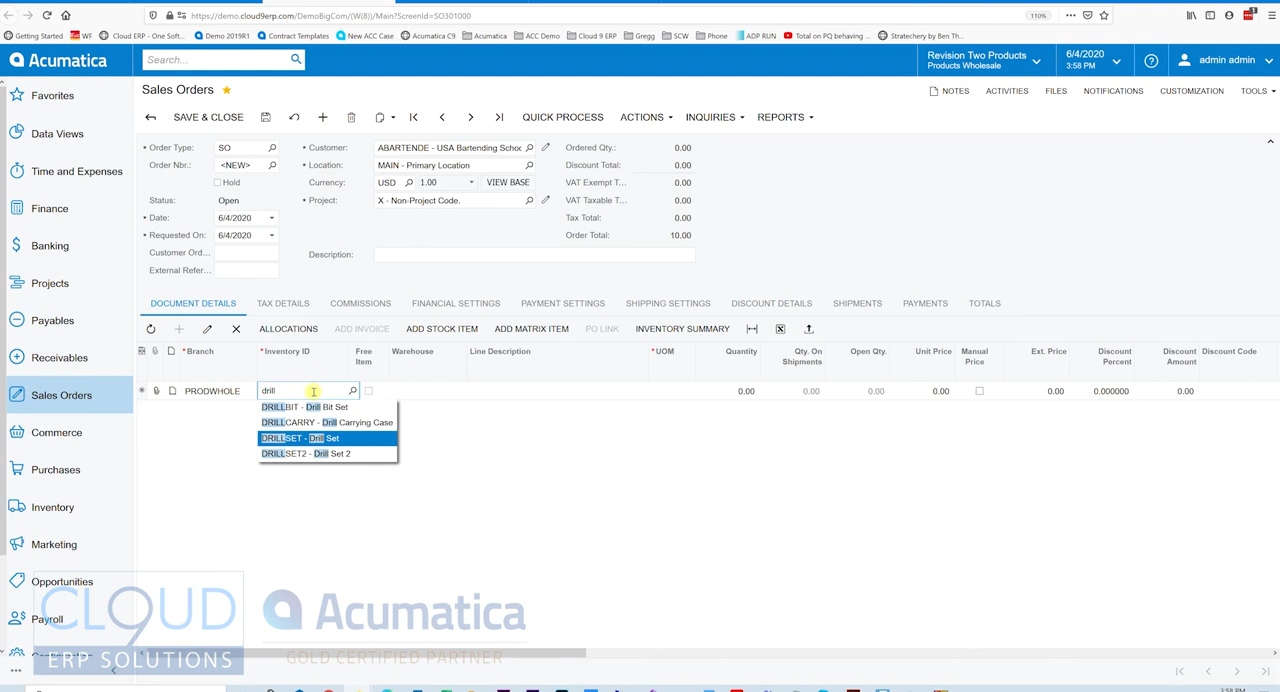 https://demo.cloud9erp.com/DemoBigCom/(W(8))/Main?ScreenId=SO301000
110%
Getting Started WF Cloud ERP - One Soft... Demo 2019R1 Contract Templates New ACC Case Acumatica C9 Acumatica ACC Demo Cloud 9 ERP Gregg SCW Phone ADP RUN Total on PQ behaving ... Stratechery by Ben Th...
Acumatica
Search...
Revision Two Products
Products Wholesale
6/4/2020
3:58 PM
admin admin
Favorites
Data Views
Time and Expenses
Finance
Banking
Projects
Payables
Receivables
Sales Orders
Commerce
Purchases
Inventory
Marketing
Opportunities
Payroll
Sales Orders
NOTES ACTIVITIES FILES NOTIFICATIONS CUSTOMIZATION TOOLS
SAVE & CLOSE QUICK PROCESS ACTIONS INQUIRIES REPORTS
Order Type: SO
Order Nbr.: <NEW>
Hold
Status: Open
Date: 6/4/2020
Requested On: 6/4/2020
Customer Ord...
External Refer...
Customer: ABARTENDE - USA Bartending Schoo
Location: MAIN - Primary Location
Currency: USD 1.00 VIEW BASE
Project: X - Non-Project Code.
Description:
Ordered Qty.: 0.00
Discount Total: 0.00
VAT Exempt T... 0.00
VAT Taxable T... 0.00
Tax Total: 0.00
Order Total: 10.00
DOCUMENT DETAILS TAX DETAILS COMMISSIONS FINANCIAL SETTINGS PAYMENT SETTINGS SHIPPING SETTINGS DISCOUNT DETAILS SHIPMENTS PAYMENTS TOTALS
ALLOCATIONS ADD INVOICE ADD STOCK ITEM ADD MATRIX ITEM PO LINK INVENTORY SUMMARY
Branch Inventory ID Free Item Warehouse Line Description UOM Quantity Qty. On Shipments Open Qty. Unit Price Manual Price Ext. Price Discount Percent Discount Amount Discount Code
PRODWHOLE drill 0.00 0.00 0.00 0.00 0.00 0.000000 0.00
DRILLBIT - Drill Bit Set
DRILLCARRY - Drill Carrying Case
DRILLSET - Drill Set
DRILLSET2 - Drill Set 2
CLOUD9
ERP SOLUTIONS
Acumatica
GOLD CERTIFIED PARTNER
3:58 PM